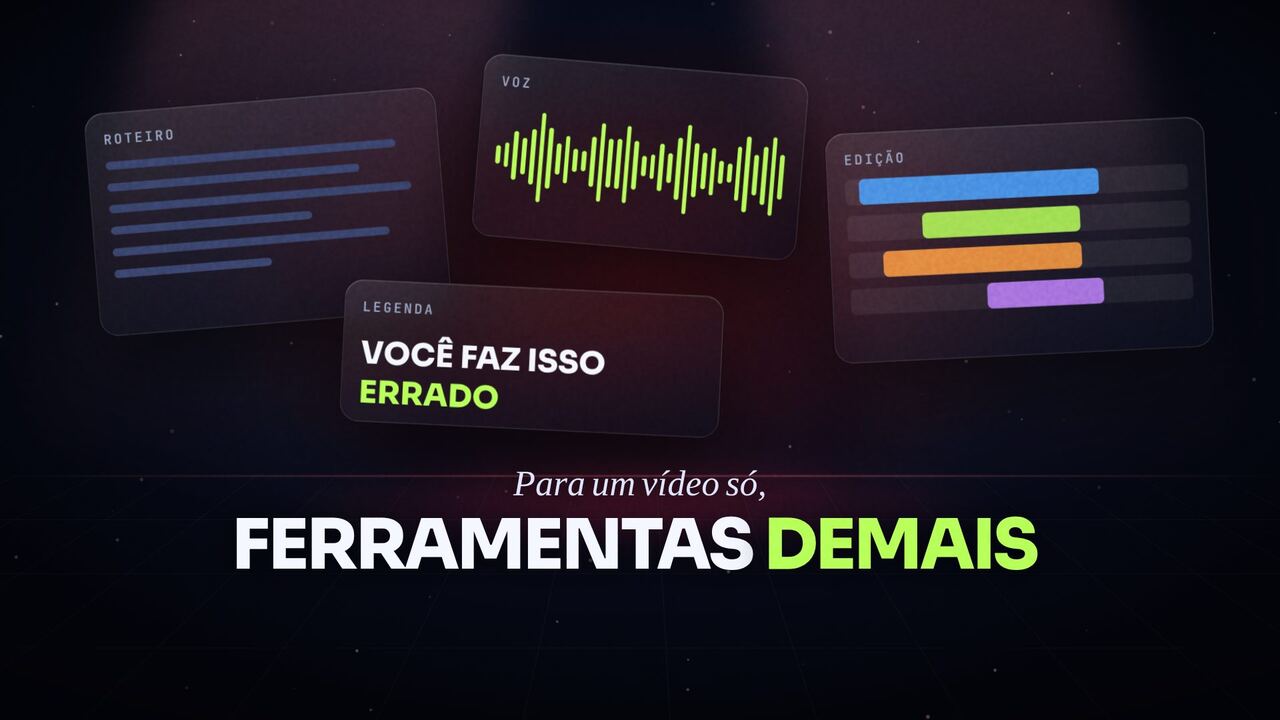 ROTEIRO
VOZ
EDIÇÃO
LEGENDA
VOCÊ FAZ ISSO
ERRADO
Para um vídeo só,
FERRAMENTAS DEMAIS